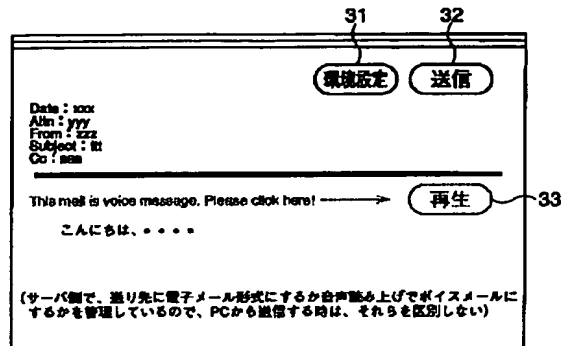 31
32
環境設定
送信
Date : xxx
Attn : yyy
From : zzz
Subject : ttt
Cc : aaa
This mail is voice message. Please click here!
再生
33
こんにちは、・・・・
(サーバ側で、送り先に電子メール形式にするか音声読み上げでボイスメールに
するかを管理しているので、PCから送信する時は、それらを区別しない)